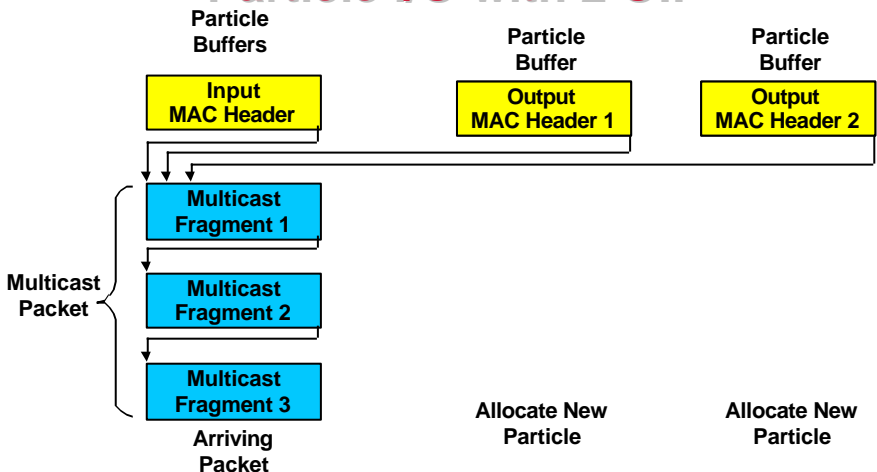 Particle
Buffers
Particle
Buffer
Particle
Buffer
Input
MAC Header
Output
MAC Header 1
Output
MAC Header 2
Multicast
Fragment 1
Multicast
Packet
Multicast
Fragment 2
Multicast
Fragment 3
Arriving
Packet
Allocate New
Particle
Allocate New
Particle